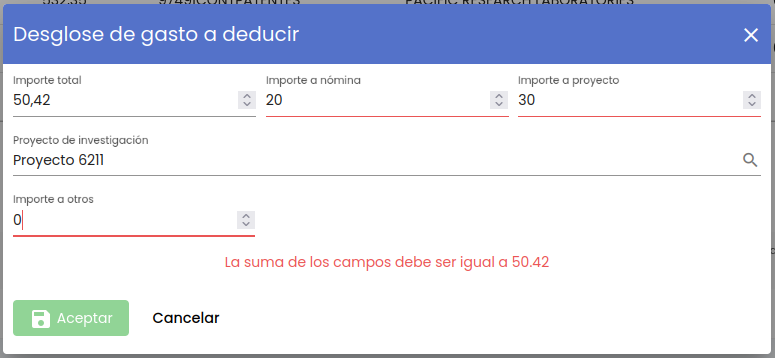 Desglose de gasto a deducir
Importe total
Importe a nómina
Importe a proyecto
50,42
20
30
Proyecto de investigación
Proyecto 6211
Importe a otros
0
La suma de los campos debe ser igual a 50.42
Aceptar
Cancelar